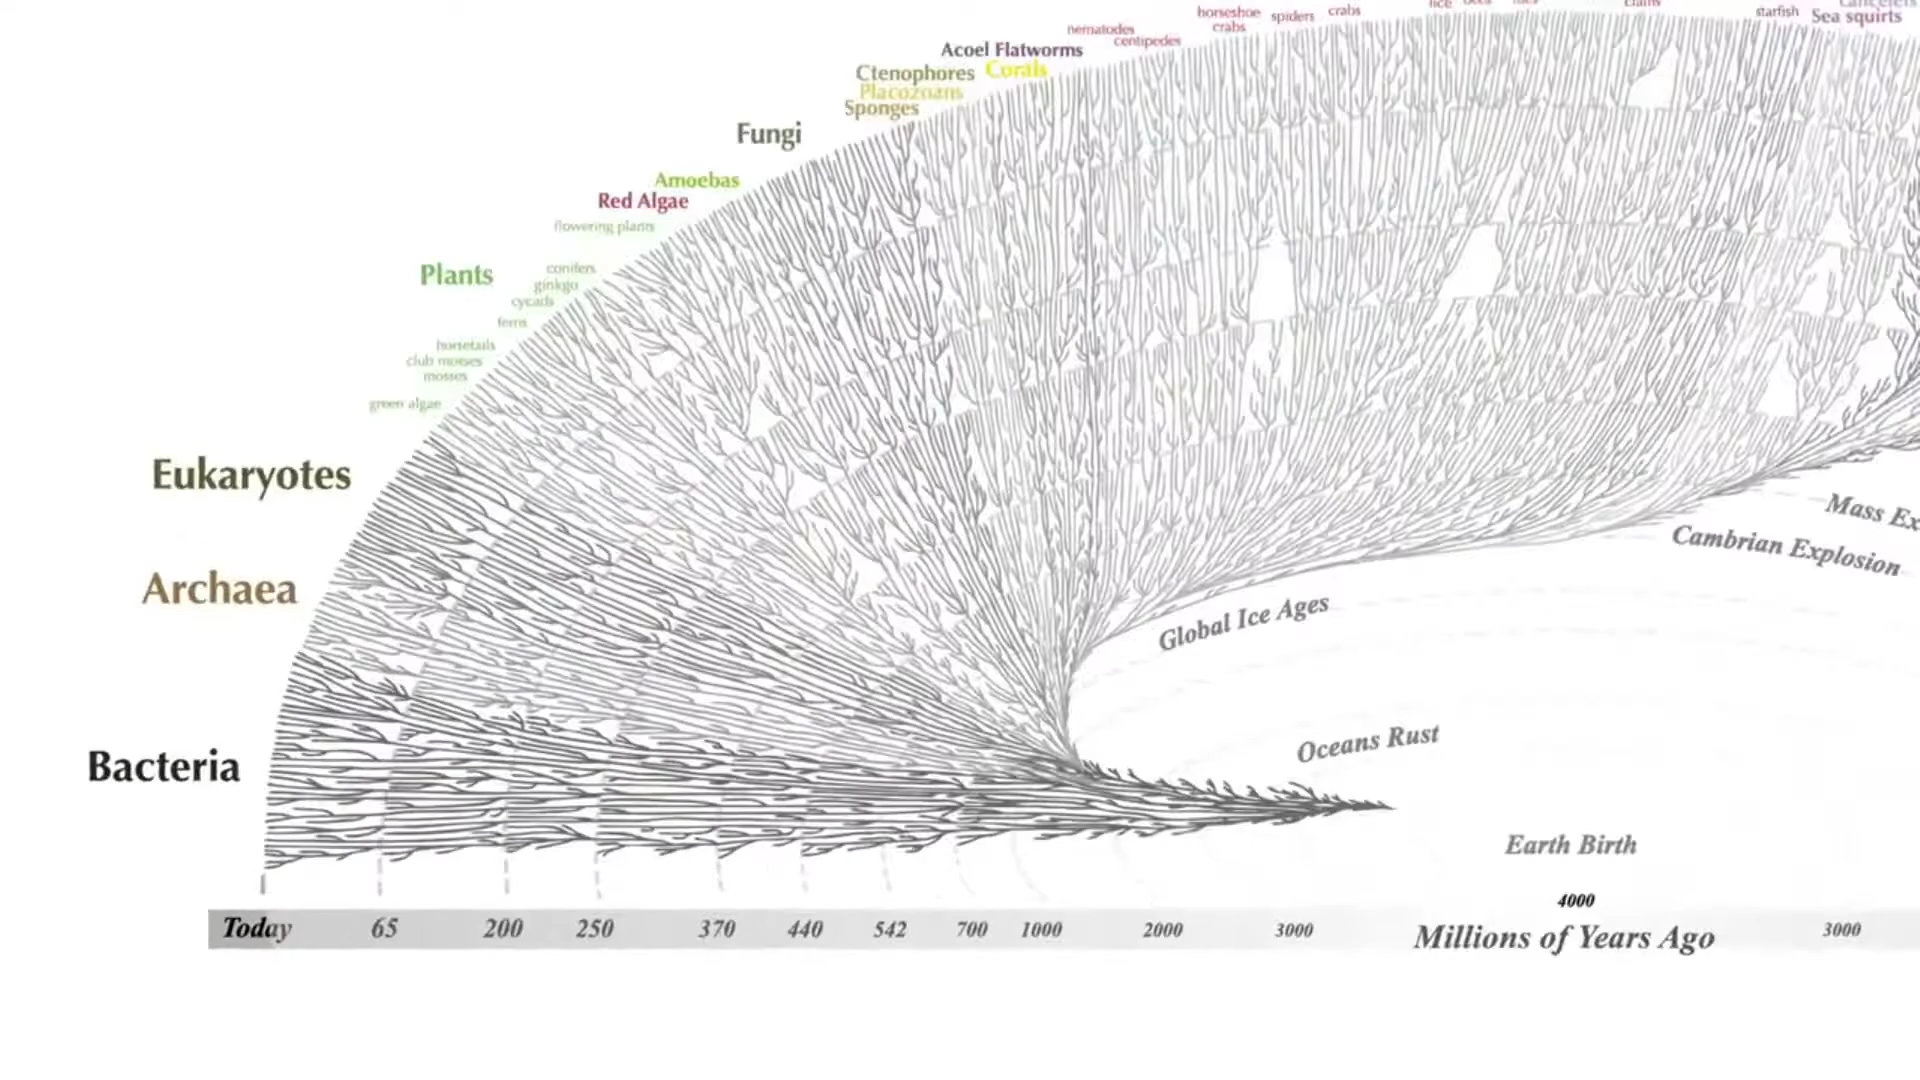 horseshoe
crabs
spiders
crabs
lice
clams
starfish
Sea squirts
nematodes
centipedes
Acoel Flatworms
Corals
Ctenophores
Placozoans
Sponges
Fungi
Amoebas
Red Algae
flowering plants
Plants
conifers
ginkgo
cycads
ferns
horsetails
club mosses
mosses
green algae
Eukaryotes
Archaea
Bacteria
Mass Ex
Cambrian Explosion
Global Ice Ages
Oceans Rust
Earth Birth
4000
Today 65 200 250 370 440 542 700 1000 2000 3000 Millions of Years Ago 3000